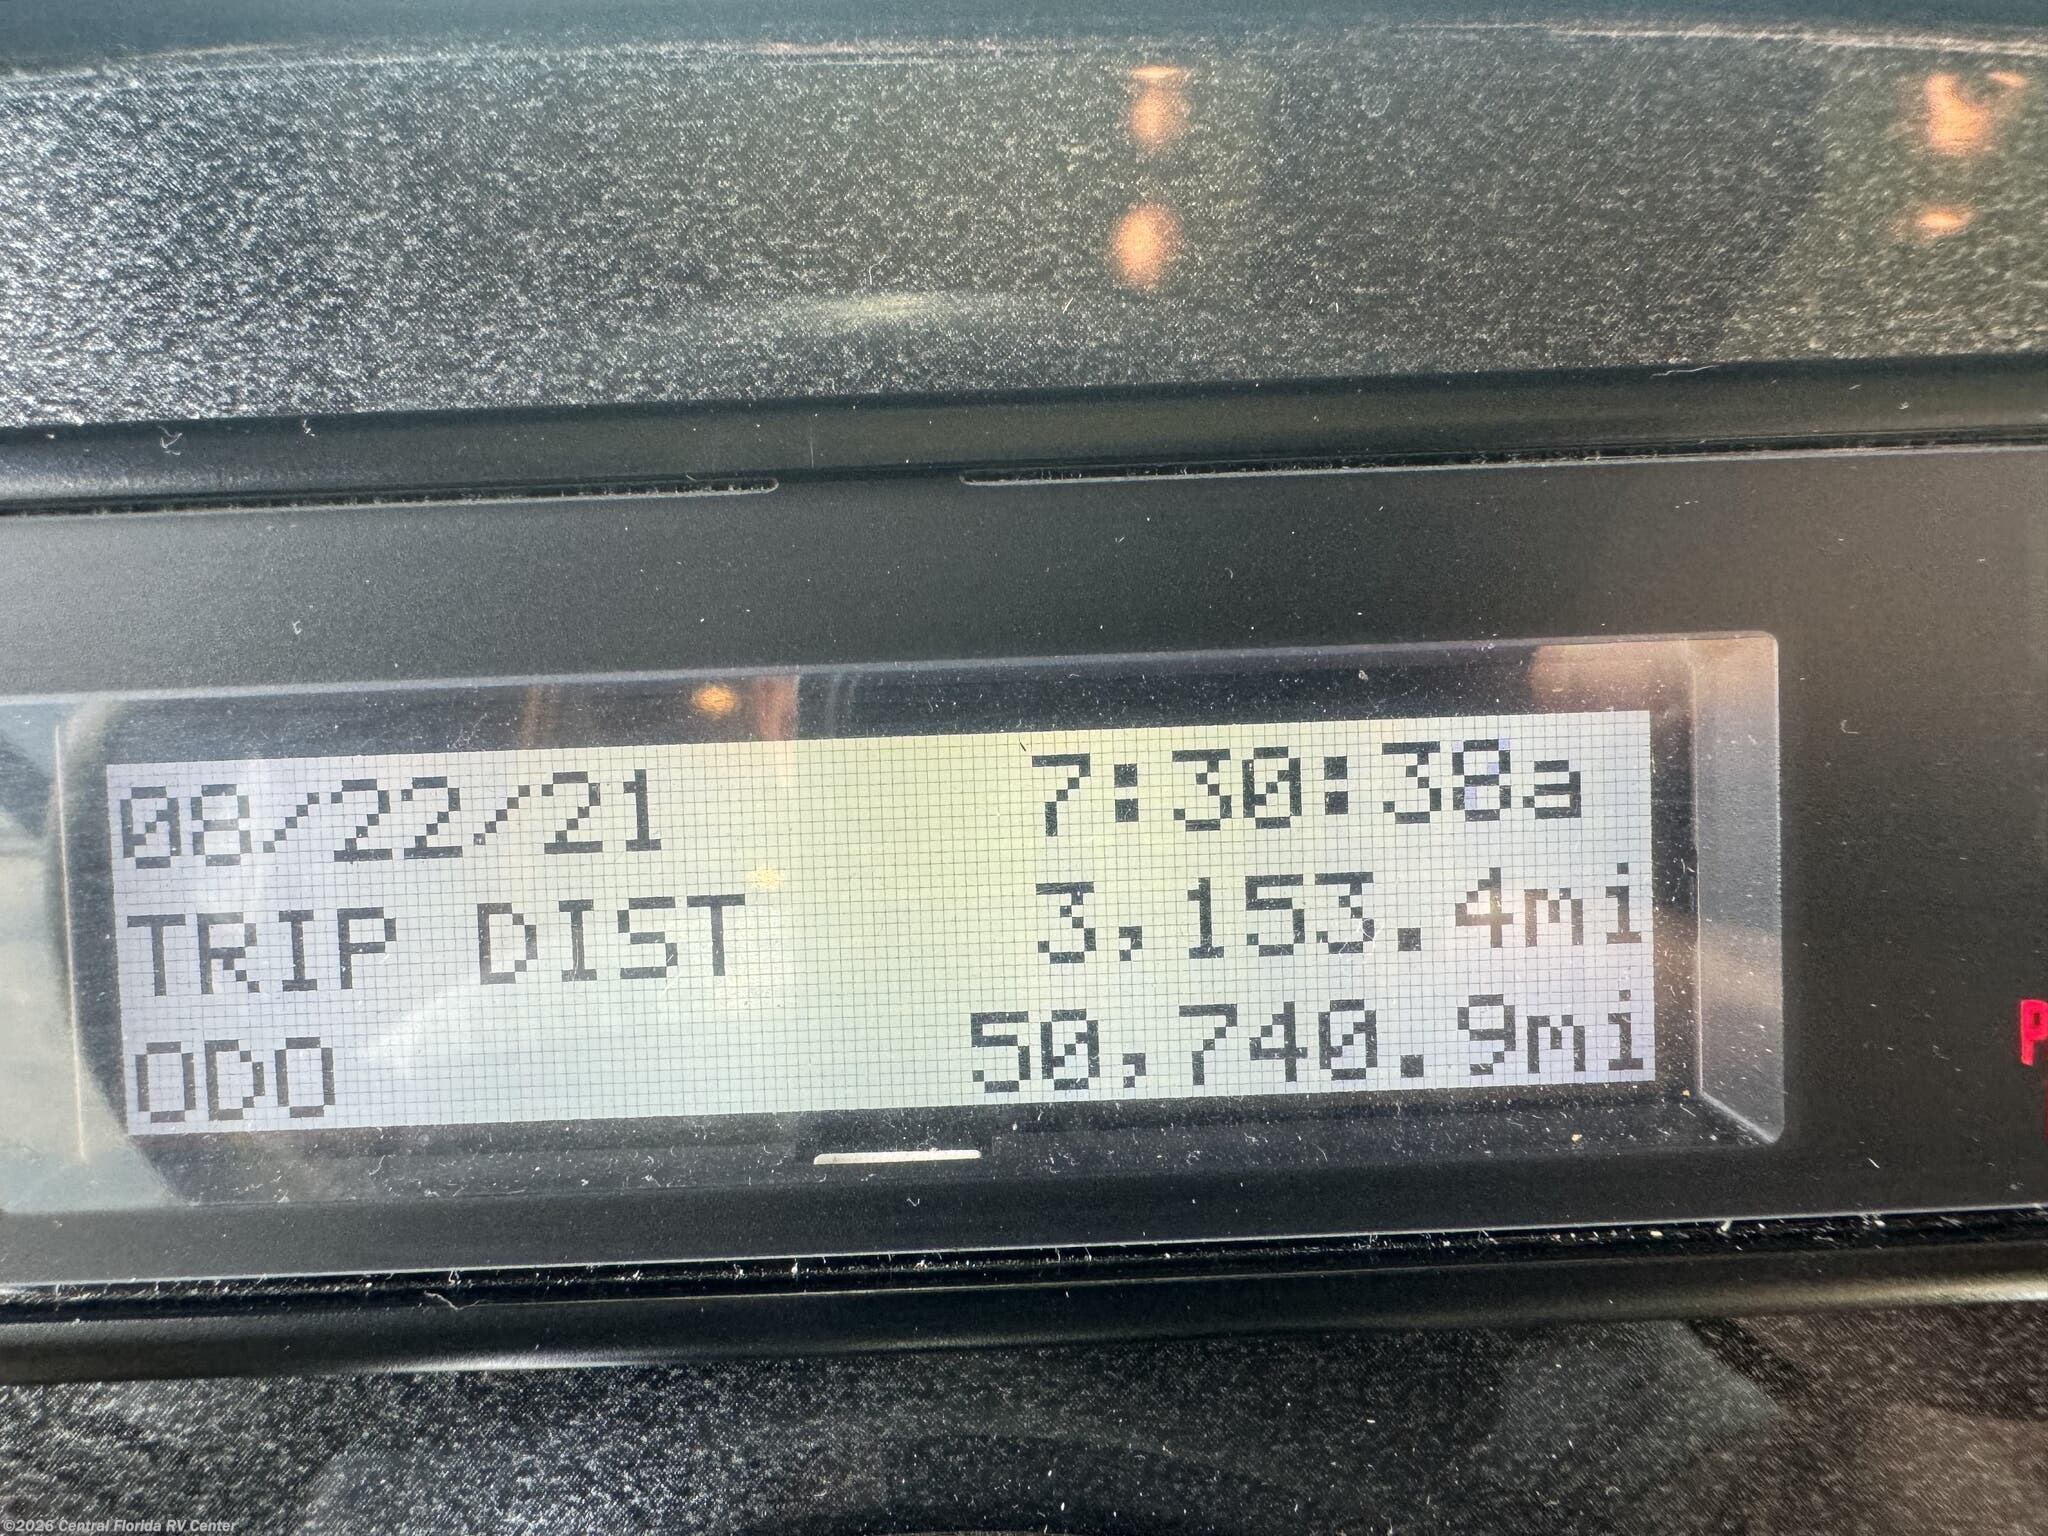 08/22/21 7:30:38a
TRIP DIST 3,153.4mi
ODO 50,740.9mi
P
©2026 Central Florida RV Center